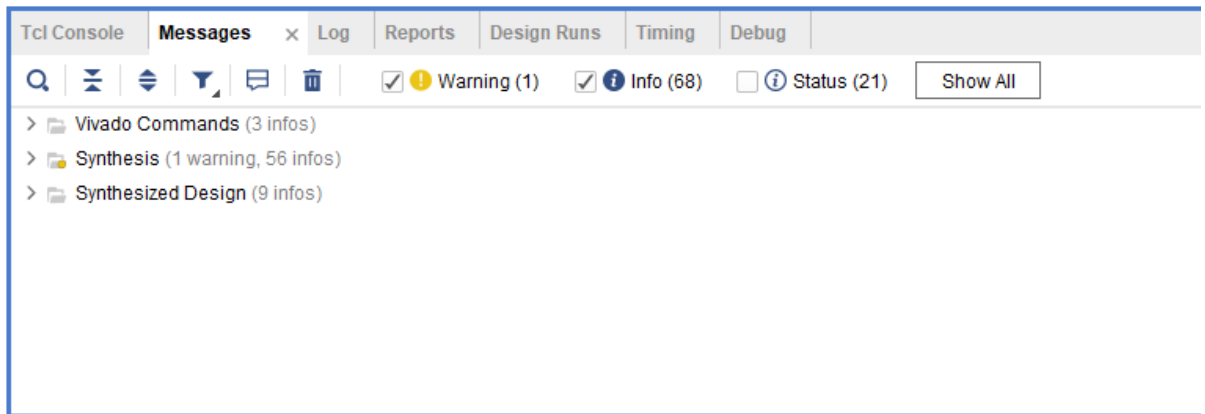 Tcl Console Messages × Log Reports Design Runs Timing Debug
Warning (1) Info (68) Status (21) Show All
Vivado Commands (3 infos)
Synthesis (1 warning, 56 infos)
Synthesized Design (9 infos)